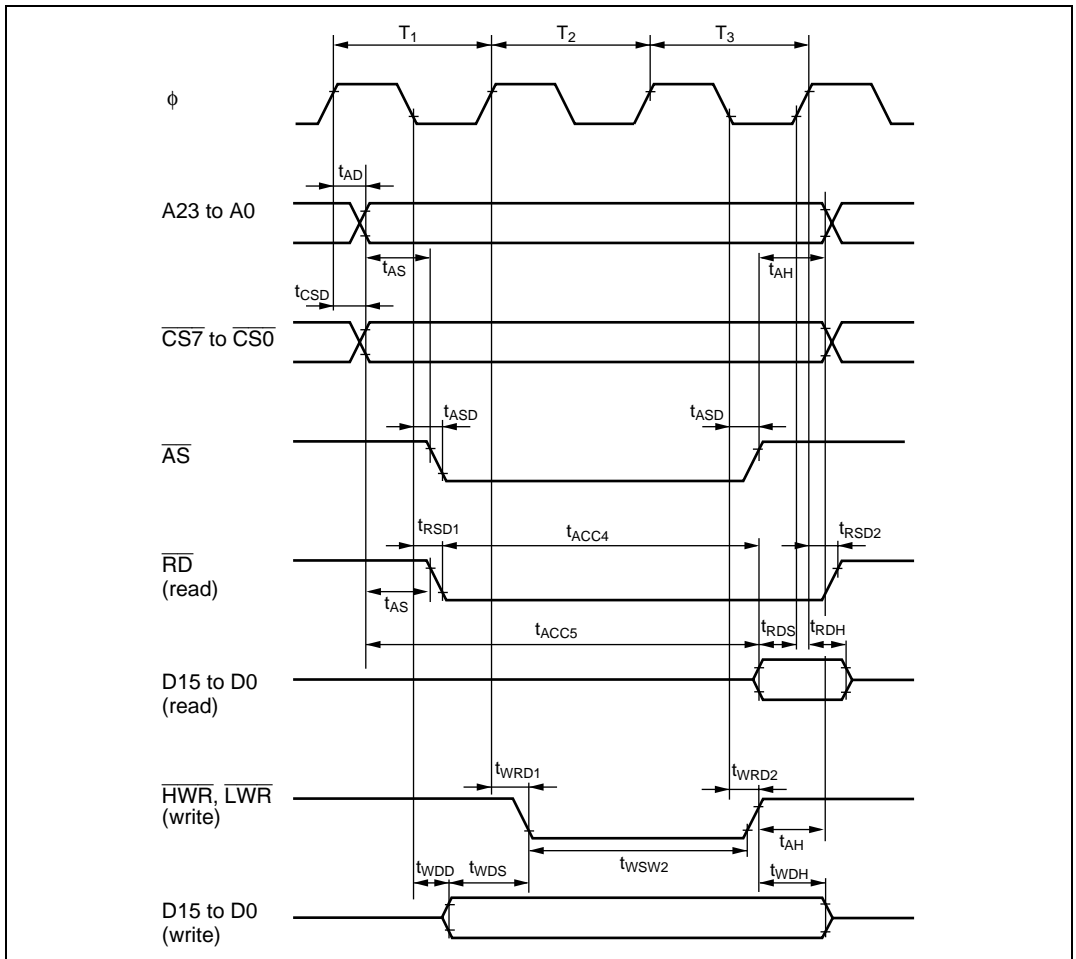 T1 T2 T3
φ
tAD
A23 to A0
tAS tAH
tCSD
CS7 to CS0
tASD tASD
AS
tRSD1 tACC4 tRSD2
RD
(read)
tAS
tACC5 tRDS tRDH
D15 to D0
(read)
tWRD1 tWRD2
HWR, LWR
(write)
tAH
tWSW2
tWDD tWDS tWDH
D15 to D0
(write)